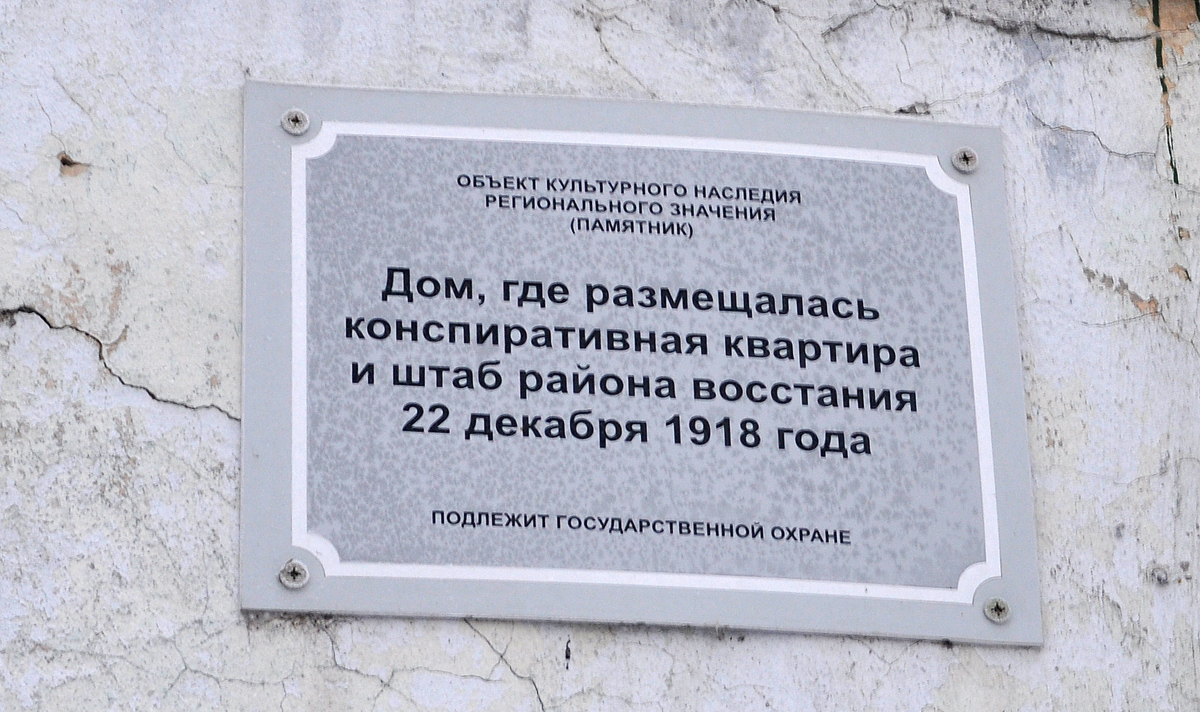 ОБЪЕКТ КУЛЬТУРНОГО НАСЛЕДИЯ
РЕГИОНАЛЬНОГО ЗНАЧЕНИЯ
(ПАМЯТНИК)
Дом, где размещалась
конспиративная квартира
и штаб района восстания
22 декабря 1918 года
ПОДЛЕЖИТ ГОСУДАРСТВЕННОЙ ОХРАНЕ